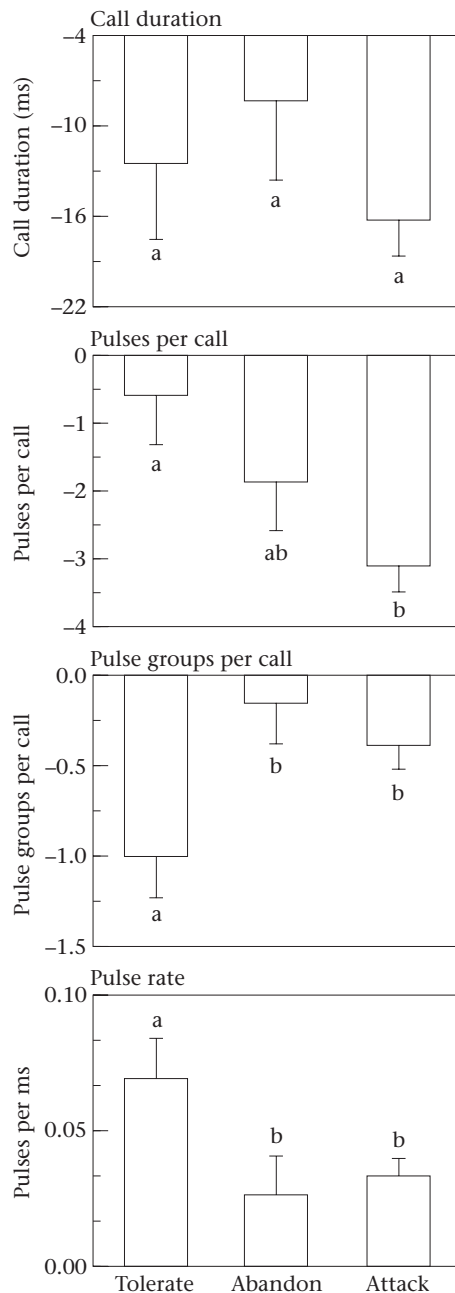 Call duration
–4
–10
–16
–22
Call duration (ms)
a
a
a
Pulses per call
0
–1
–2
–3
–4
Pulses per call
a
ab
b
Pulse groups per call
0.0
–0.5
–1.0
–1.5
Pulse groups per call
a
b
b
Pulse rate
0.10
0.05
0.00
Pulses per ms
a
b
b
Tolerate Abandon Attack